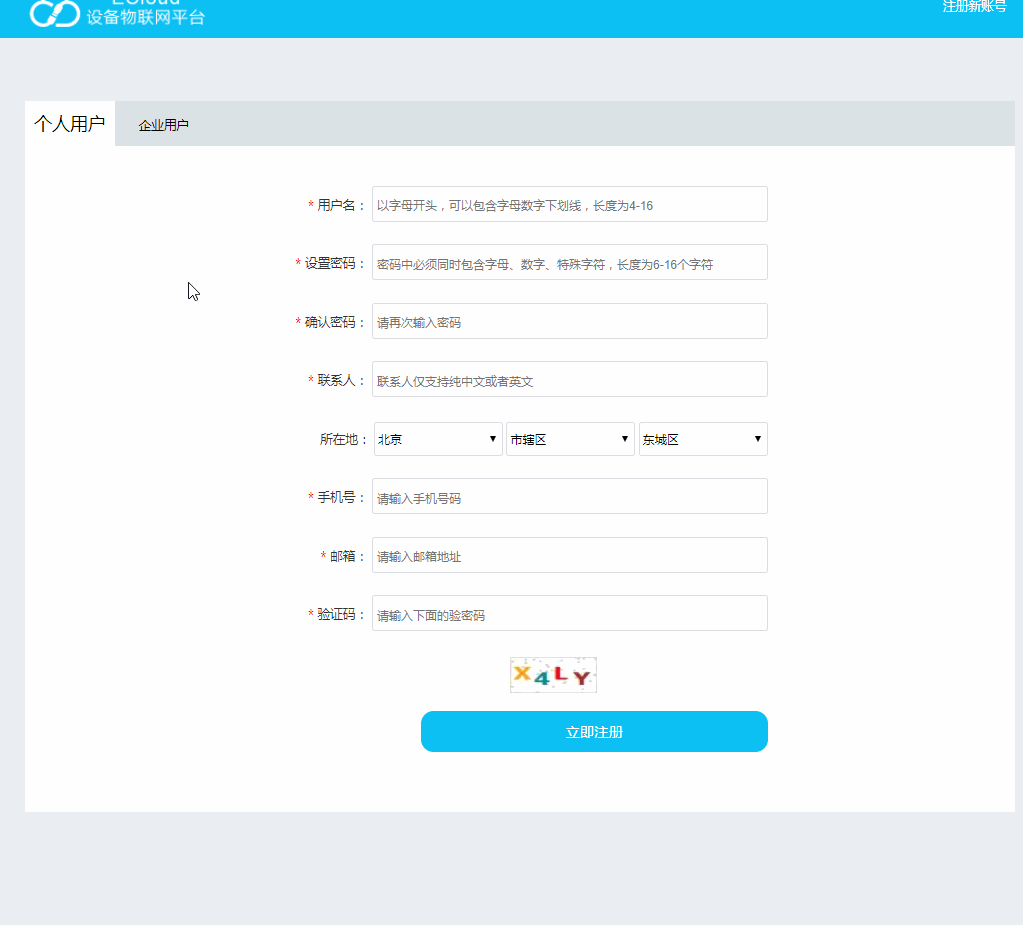 ECloud
设备物联网平台
注册新账号
个人用户 企业用户
* 用户名： 以字母开头，可以包含字母数字下划线，长度为4-16
* 设置密码： 密码中必须同时包含字母、数字、特殊字符，长度为6-16个字符
* 确认密码： 请再次输入密码
* 联系人： 联系人仅支持纯中文或者英文
所在地： 北京 市辖区 东城区
* 手机号： 请输入手机号码
* 邮箱： 请输入邮箱地址
* 验证码： 请输入下面的验密码
X4LY
立即注册